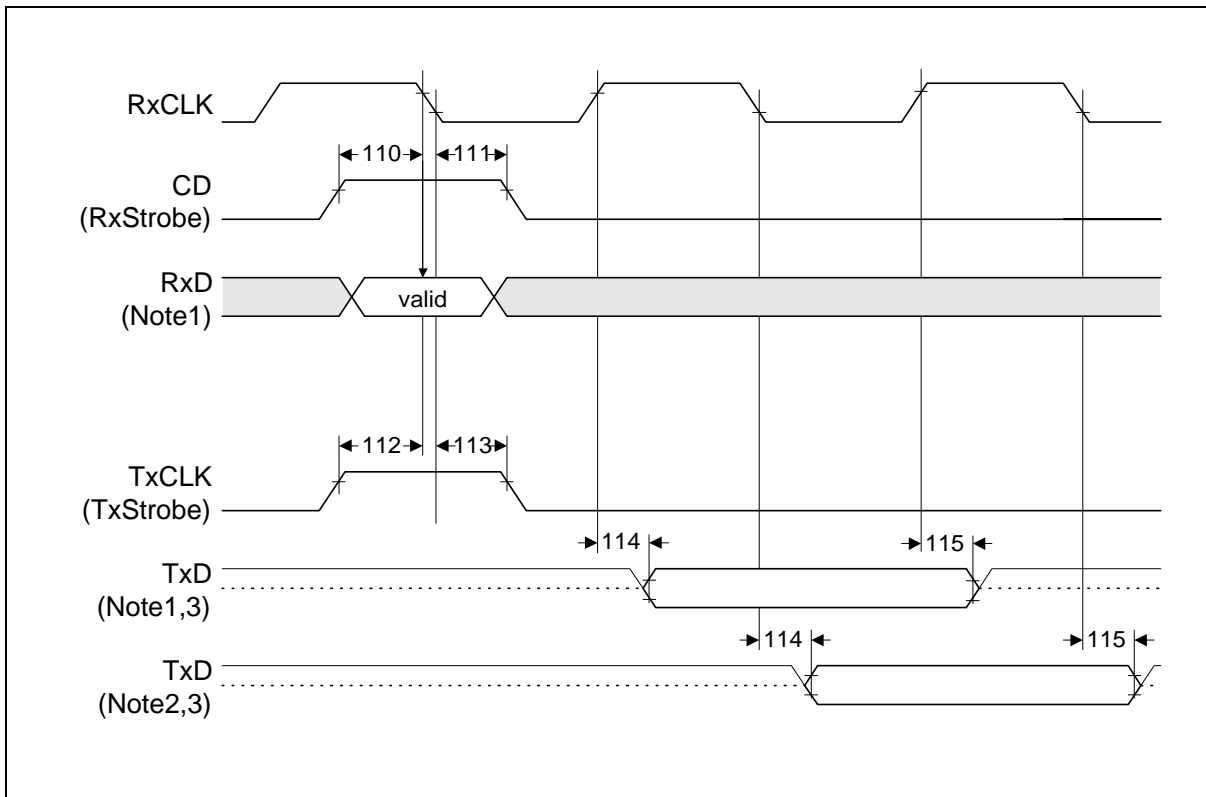 RxCLK
110
111
CD
(RxStrobe)
RxD
(Note1)
valid
112
113
TxCLK
(TxStrobe)
114
115
TxD
(Note1,3)
114
115
TxD
(Note2,3)